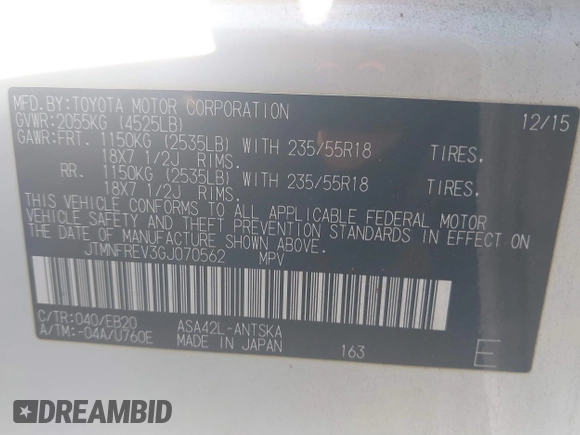 MFD.BY:TOYOTA MOTOR CORPORATION 12/15
GVWR:2055KG (4525LB)
GAWR:FRT. 1150KG (2535LB) WITH 235/55R18 TIRES.
18X7 1/2J RIMS.
RR. 1150KG (2535LB) WITH 235/55R18 TIRES.
18X7 1/2J RIMS.
THIS VEHICLE CONFORMS TO ALL APPLICABLE FEDERAL MOTOR
VEHICLE SAFETY AND THEFT PREVENTION STANDARDS IN EFFECT ON
THE DATE OF MANUFACTURE SHOWN ABOVE.
JTMNFREV3GJ070562 MPV
C/TR:040/EB20 ASA42L-ANTSKA
A/TM:-04A/U760E MADE IN JAPAN 163 E
DREAMBID